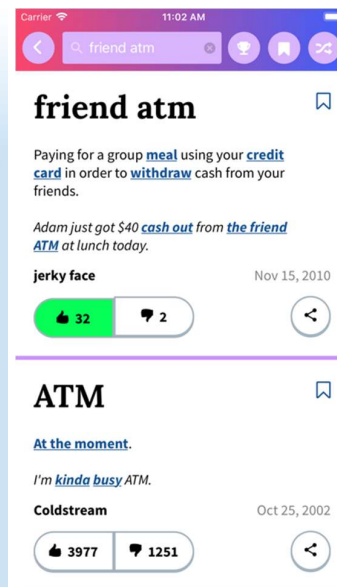 Carrier 11:02 AM
friend atm
friend atm
Paying for a group meal using your credit
card in order to withdraw cash from your
friends.
Adam just got $40 cash out from the friend
ATM at lunch today.
jerky face Nov 15, 2010
32 2
ATM
At the moment.
I'm kinda busy ATM.
Coldstream Oct 25, 2002
3977 1251